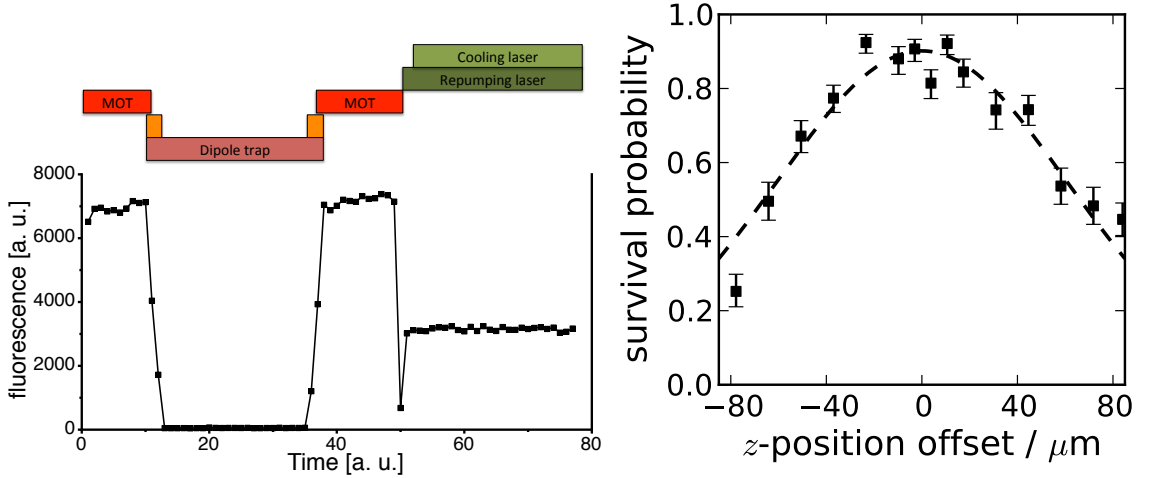 Cooling laser
Repumping laser
MOT
MOT
Dipole trap
8000
6000
4000
2000
0
fluorescence [a. u.]
0
20
40
60
80
Time [a. u.]
1.0
0.8
0.6
0.4
0.2
0.0
survival probability
−80
−40
0
40
80
z-position offset / μm